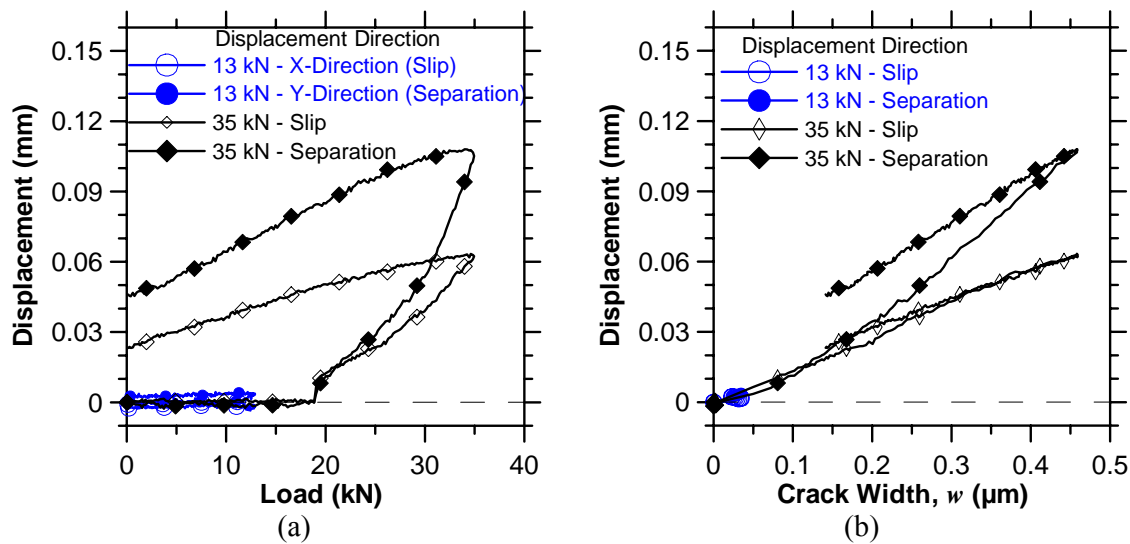 Displacement Direction
13 kN - X-Direction (Slip)
13 kN - Y-Direction (Separation)
35 kN - Slip
35 kN - Separation
0.15
0.12
0.09
0.06
0.03
0
Displacement (mm)
0 10 20 30 40
Load (kN)
(a)
Displacement Direction
13 kN - Slip
13 kN - Separation
35 kN - Slip
35 kN - Separation
0.15
0.12
0.09
0.06
0.03
0
Displacement (mm)
0 0.1 0.2 0.3 0.4 0.5
Crack Width, w (µm)
(b)